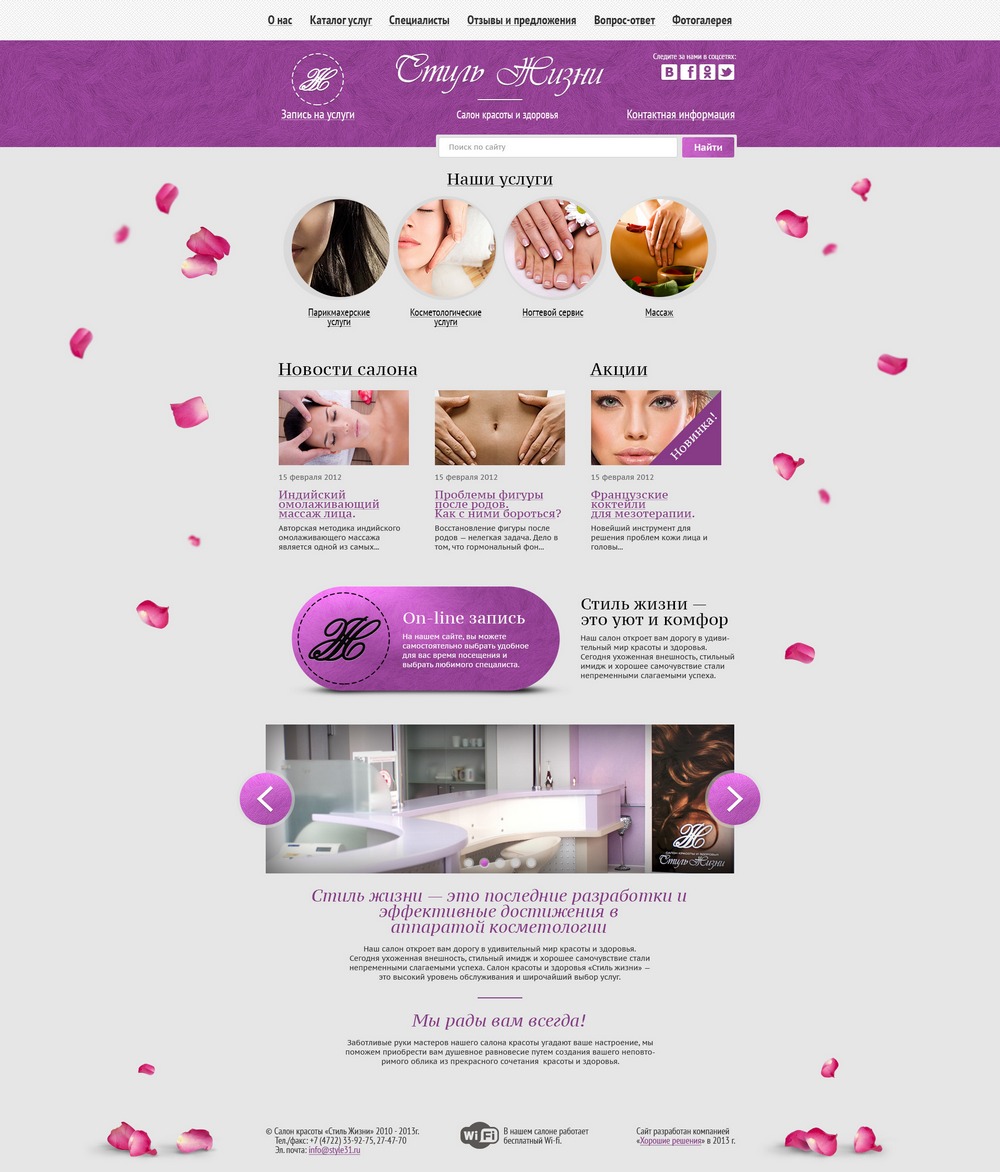 О нас Каталог услуг Специалисты Отзывы и предложения Вопрос-ответ Фотогалерея
Следите за нами в соцсетях:
Ж
Стиль Жизни
В f
Запись на услуги
Салон красоты и здоровья
Контактная информация
Поиск по сайту
Найти
Наши услуги
Парикмахерские
услуги
Косметологические
услуги
Ногтевой сервис
Массаж
Новости салона
Акции
Новинка!
15 февраля 2012
Индийский
омолаживающий
массаж лица.
Авторская методика индийского
омолаживающего массажа
является одной из самых...
15 февраля 2012
Проблемы фигуры
после родов.
Как с ними бороться?
Восстановление фигуры после
родов — нелегкая задача. Дело в
том, что гормональный фон...
15 февраля 2012
Французские
коктейли
для мезотерапии.
Новейший инструмент для
решения проблем кожи лица и
головы...
Ж
On-line запись
На нашем сайте, вы можете
самостоятельно выбрать удобное
для вас время посещения и
выбрать любимого спецалиста.
Стиль жизни —
это уют и комфор
Наш салон откроет вам дорогу в удиви-
тельный мир красоты и здоровья.
Сегодня ухоженная внешность, стильный
имидж и хорошее самочувствие стали
непременными слагаемыми успеха.
Ж
Салон красоты и здоровья
Стиль Жизни
Стиль жизни — это последние разработки и
эффективные достижения в
аппаратой косметологии
Наш салон откроет вам дорогу в удивительный мир красоты и здоровья.
Сегодня ухоженная внешность, стильный имидж и хорошее самочувствие стали
непременными слагаемыми успеха. Салон красоты и здоровья «Стиль жизни» —
это высокий уровень обслуживания и широчайший выбор услуг.
Мы рады вам всегда!
Заботливые руки мастеров нашего салона красоты угадают ваше настроение, мы
поможем приобрести вам душевное равновесие путем создания вашего неповто-
римого облика из прекрасного сочетания красоты и здоровья.
© Салон красоты «Стиль Жизни» 2010 - 2013г.
Тел./факс: +7 (4722) 33-92-75, 27-47-70
Эл. почта: info@style31.ru
Wi Fi
В нашем салоне работает
бесплатный Wi-fi.
Сайт разработан компанией
«Хорошие решения» в 2013 г.